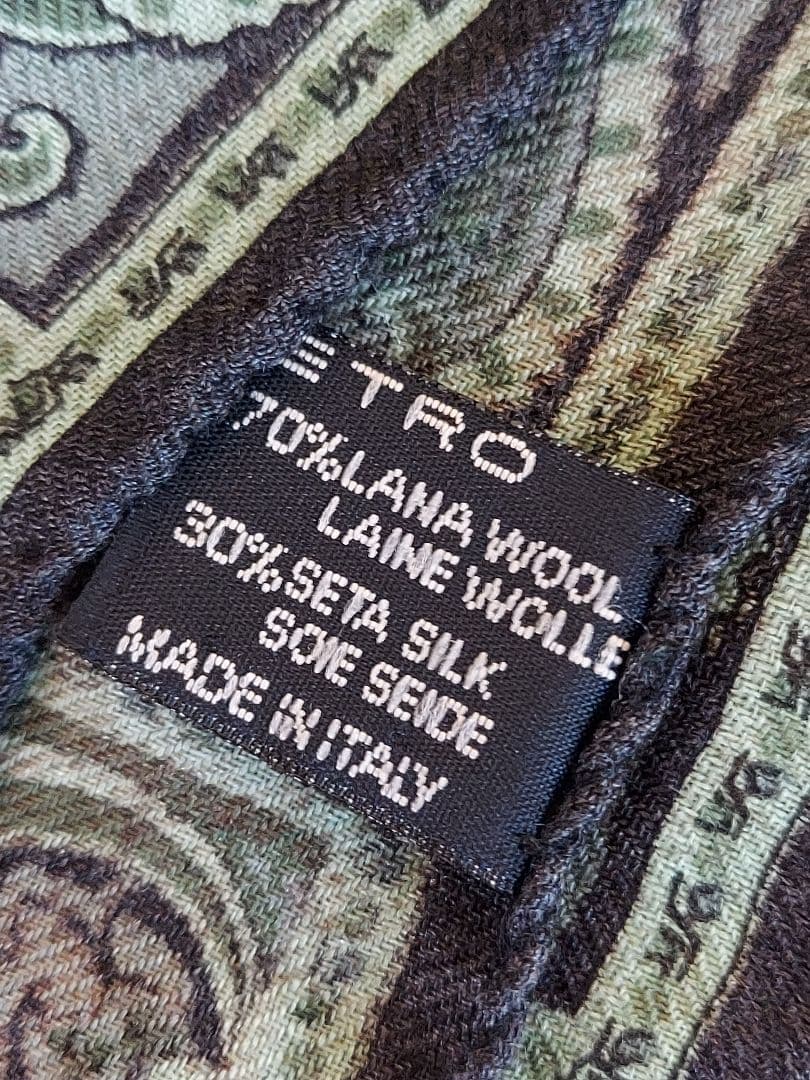 ETRO
70% LANA WOOL
LAINE WOLLE
30% SETA SILK
SOIE SEIDE
MADE IN ITALY